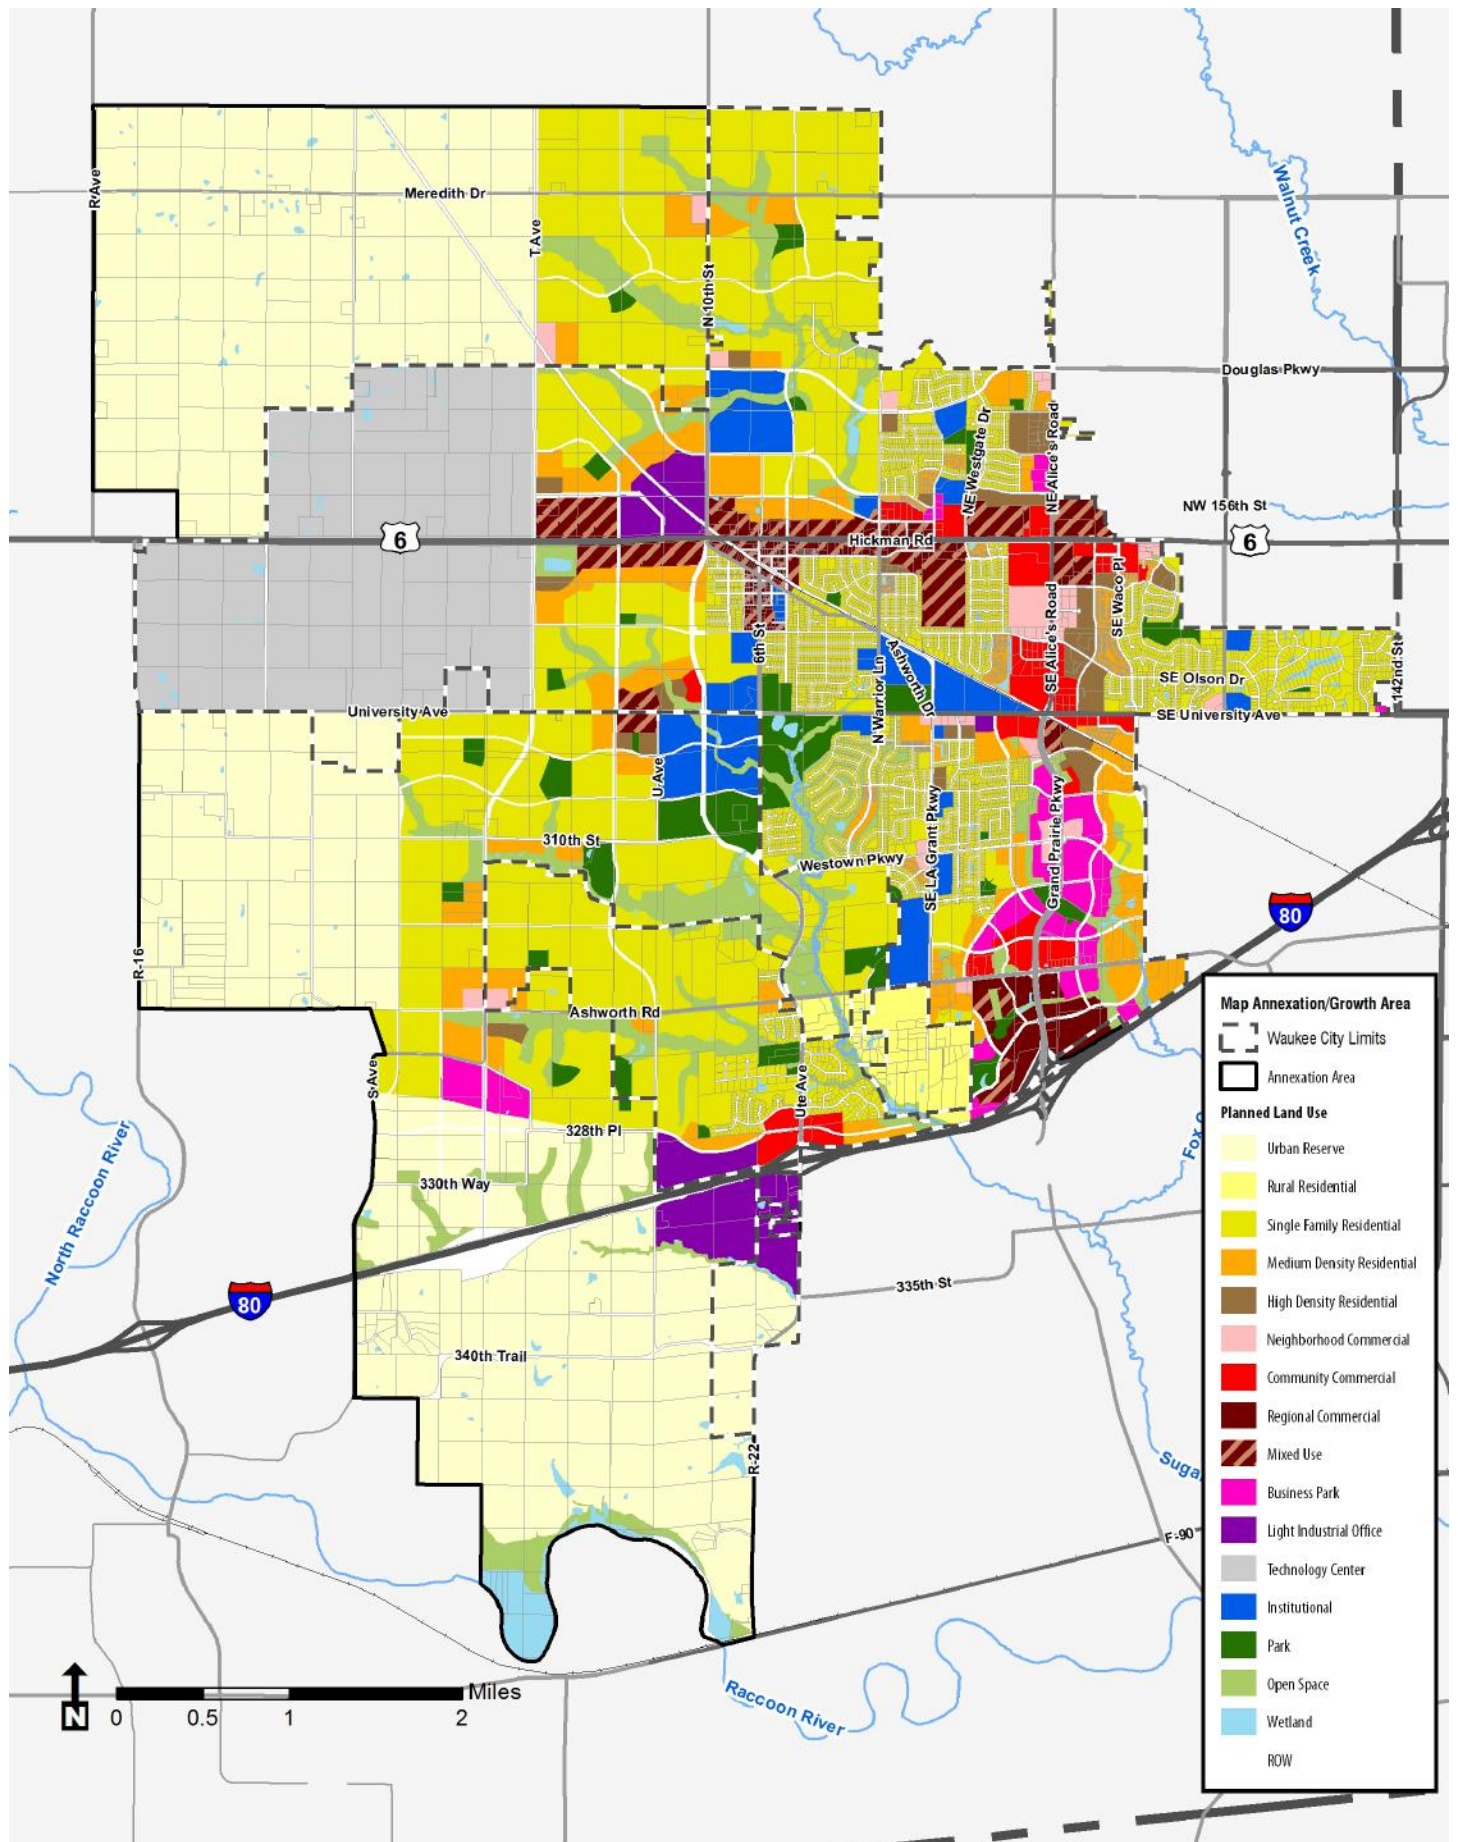 Walnut Creek
R Ave
Meredith Dr
T Ave
N 10th St
Douglas Pkwy
NE Westgate Dr
NE Alice's Road
NW 156th St
6
Hickman Rd
6
SE Waco Pl
SE Alice's Road
6th St
Ashworth Dr
N Warrior Ln
SE Olson Dr
142nd St
University Ave
SE University Ave
U Ave
310th St
Westown Pkwy
SE LA Grant Pkwy
Grand Prairie Pkwy
80
R-16
Ashworth Rd
S Ave
Ute Ave
328th Pl
330th Way
North Raccoon River
Fox
80
335th St
340th Trail
R-22
Suga
F-90
Raccoon River
Map Annexation/Growth Area
Waukee City Limits
Annexation Area
Planned Land Use
Urban Reserve
Rural Residential
Single Family Residential
Medium Density Residential
High Density Residential
Neighborhood Commercial
Community Commercial
Regional Commercial
Mixed Use
Business Park
Light Industrial Office
Technology Center
Institutional
Park
Open Space
Wetland
ROW
N
0 0.5 1 2 Miles